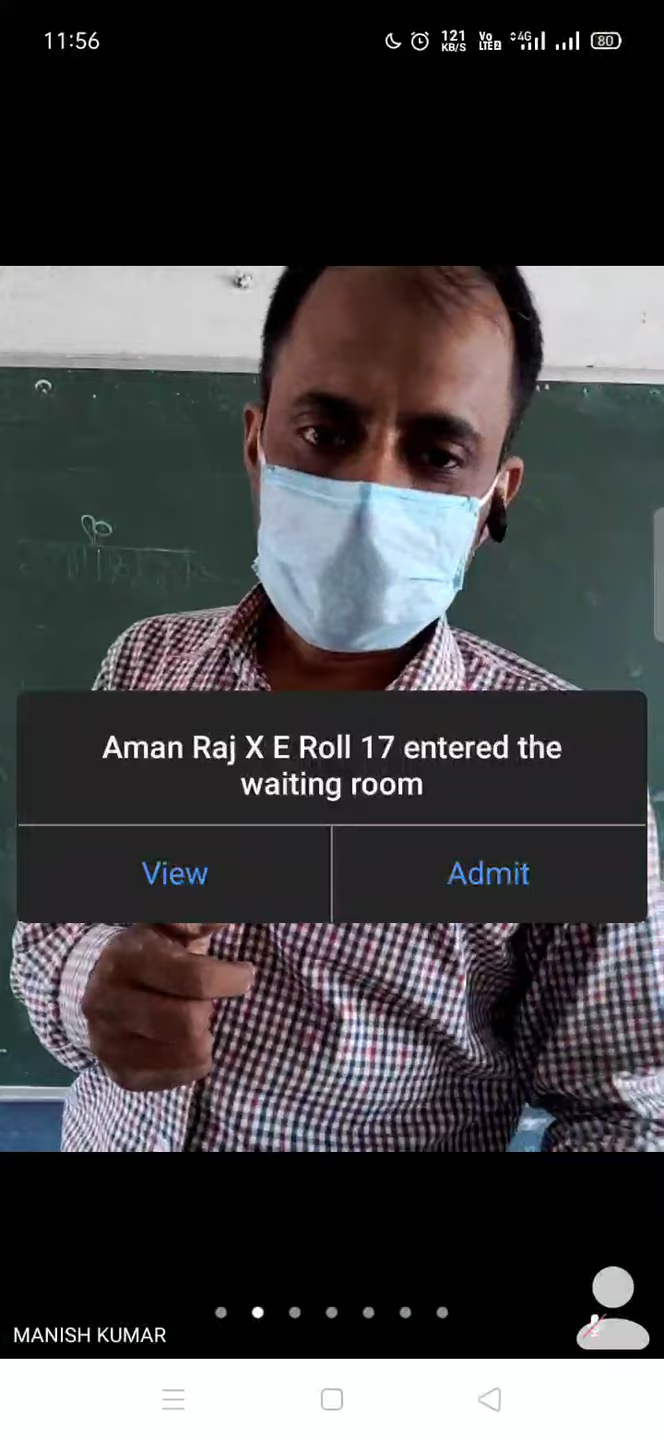 11:56
121 KB/S Vo LTE2 4G 80
Aman Raj X E Roll 17 entered the
waiting room
View
Admit
MANISH KUMAR